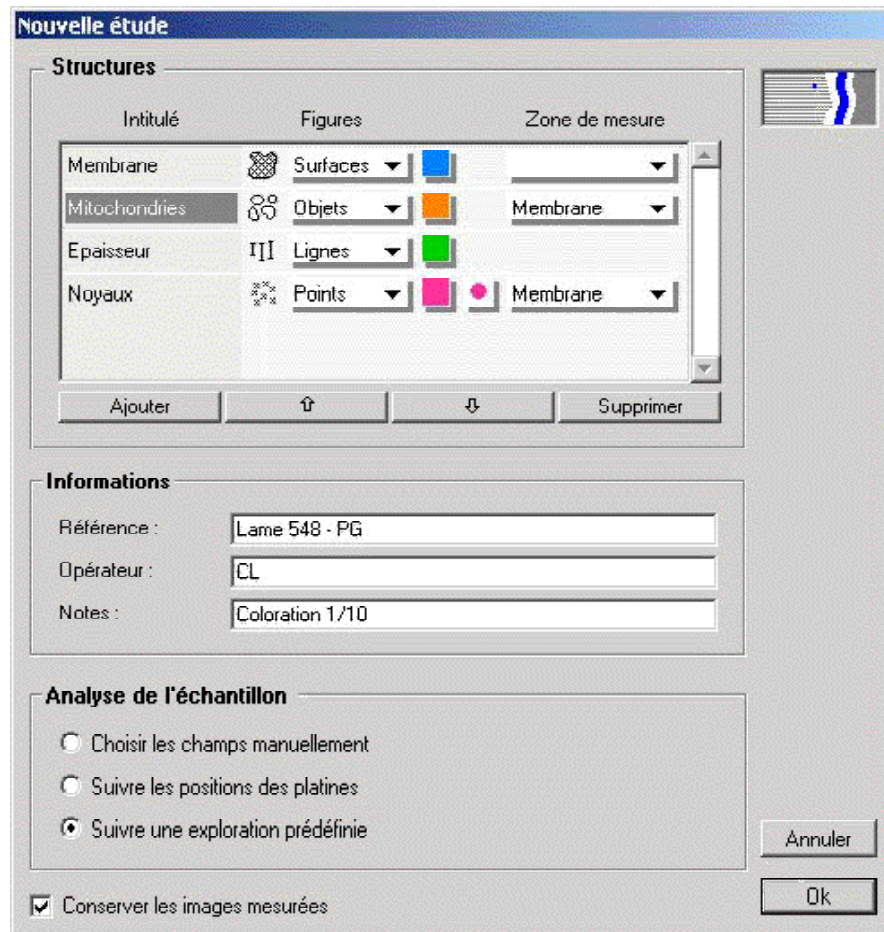 Nouvelle étude
Structures
Intitulé Figures Zone de mesure
Membrane Surfaces
Mitochondries Objets Membrane
Epaisseur Lignes
Noyaux Points Membrane
Ajouter Supprimer
Informations
Référence : Lame 548 - PG
Opérateur : CL
Notes : Coloration 1/10
Analyse de l'échantillon
Choisir les champs manuellement
Suivre les positions des platines
Suivre une exploration prédéfinie
Annuler
Conserver les images mesurées
Ok